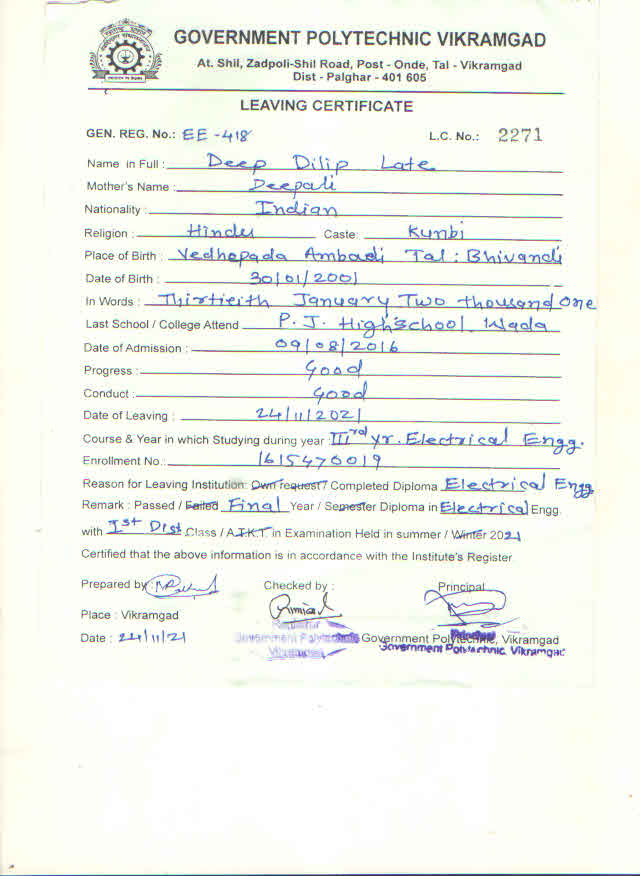 GOVERNMENT POLYTECHNIC VIKRAMGAD
At. Shil, Zadpoli-Shil Road, Post - Onde, Tal - Vikramgad
Dist - Palghar - 401 605
LEAVING CERTIFICATE
GEN. REG. No.: EE-418 L.C. No.: 2271
Name in Full : Deep Dilip Late
Mother's Name : Deepali
Nationality : Indian
Religion : Hindu Caste: Kunbi
Place of Birth : Vedhepada Ambadi Tal : Bhivandi
Date of Birth : 30/01/2001
In Words : Thirtieith January Two thousand One
Last School / College Attend P. J. High school, Wada
Date of Admission : 09/08/2016
Progress : Good
Conduct : Good
Date of Leaving : 24/11/2021
Course & Year in which Studying during year IIIrd yr. Electrical Engg.
Enrollment No.: 1615470019
Reason for Leaving Institution: Own request / Completed Diploma Electrical Engg
Remark : Passed / Failed Final Year / Semester Diploma in Electrical Engg.
with Ist Dist Class / A.T.K.T. in Examination Held in summer / Winter 2021
Certified that the above information is in accordance with the Institute's Register
Prepared by : Checked by : Principal
Place : Vikramgad
Date : 24/11/21 Government Polytechnic, Vikramgad
Registrar
Government Polytechnic
Vikramgad
Principal
Government Polytechnic, Vikramgad